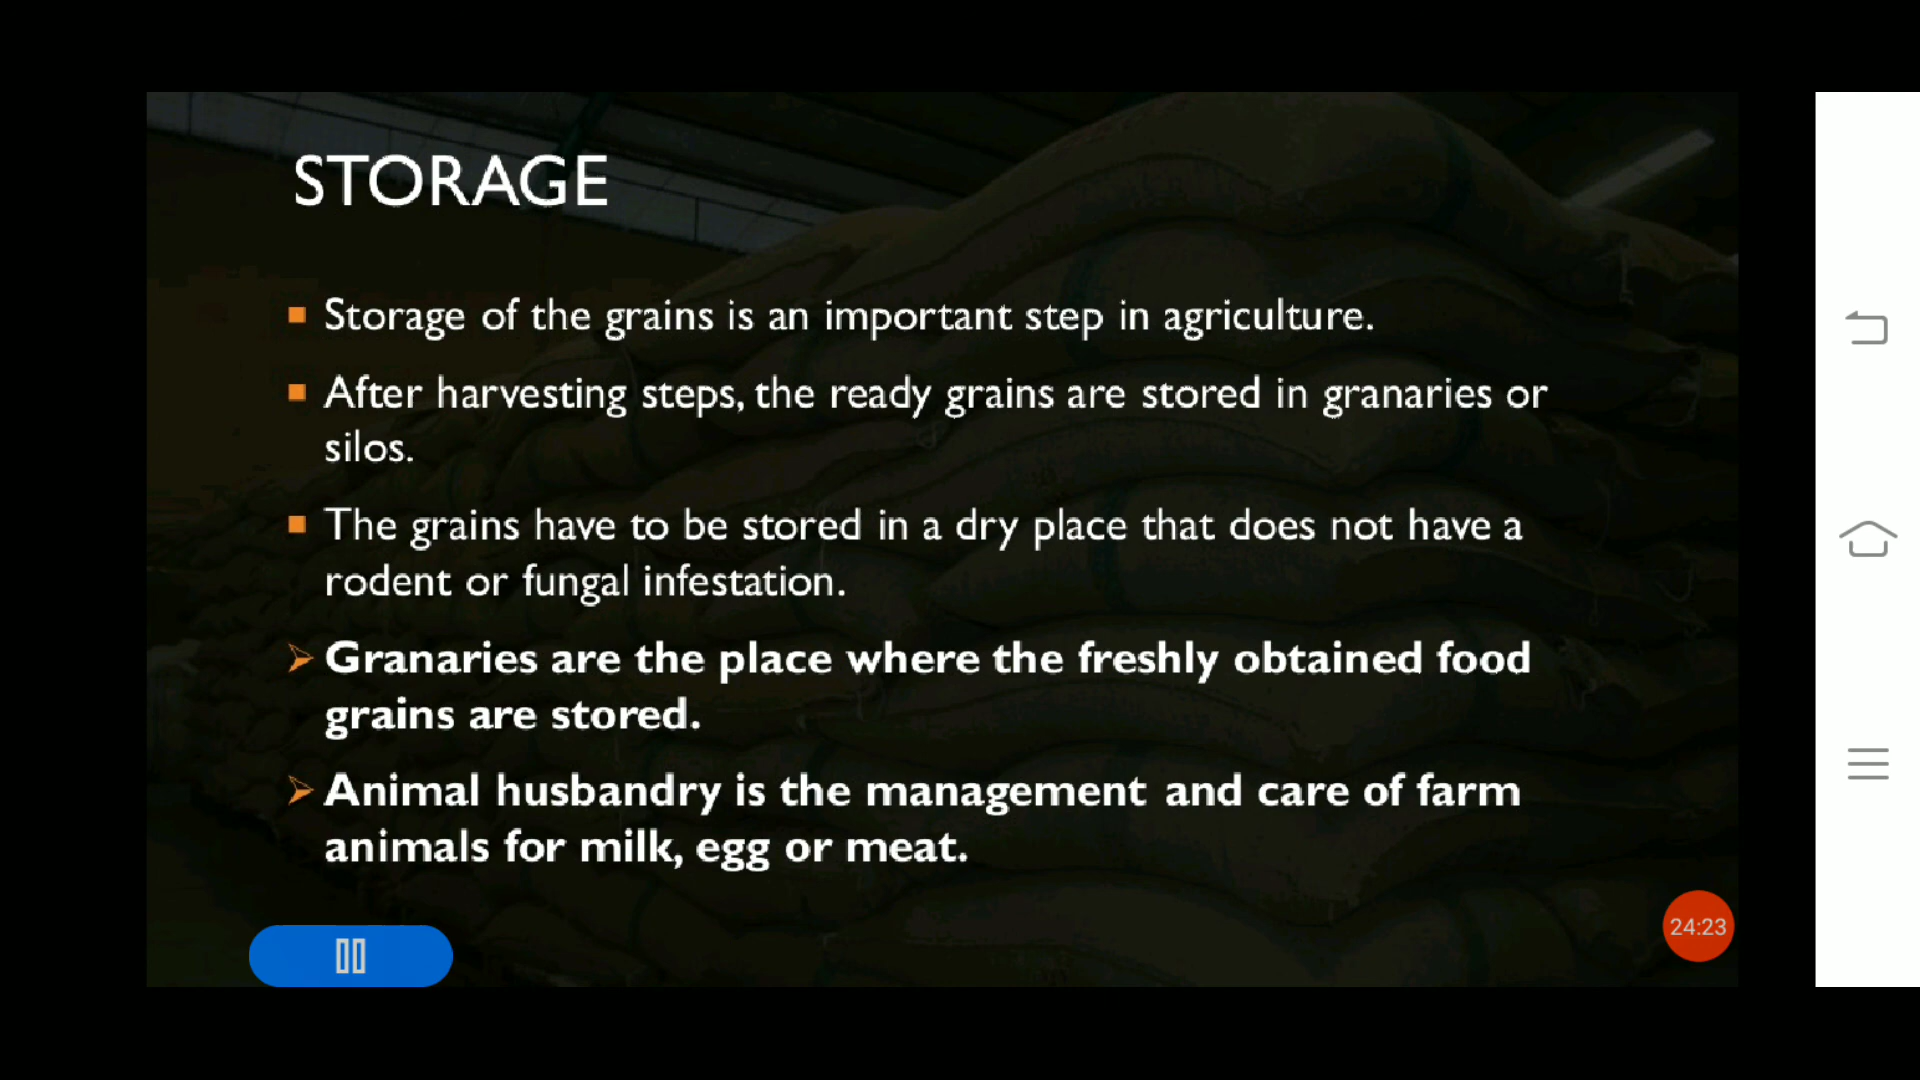 STORAGE
Storage of the grains is an important step in agriculture.
After harvesting steps, the ready grains are stored in granaries or
silos.
The grains have to be stored in a dry place that does not have a
rodent or fungal infestation.
Granaries are the place where the freshly obtained food
grains are stored.
Animal husbandry is the management and care of farm
animals for milk, egg or meat.
24:23